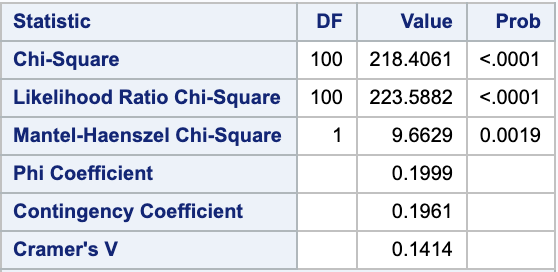 Statistic DF Value Prob
Chi-Square 100 218.4061 <.0001
Likelihood Ratio Chi-Square 100 223.5882 <.0001
Mantel-Haenszel Chi-Square 1 9.6629 0.0019
Phi Coefficient 0.1999
Contingency Coefficient 0.1961
Cramer's V 0.1414